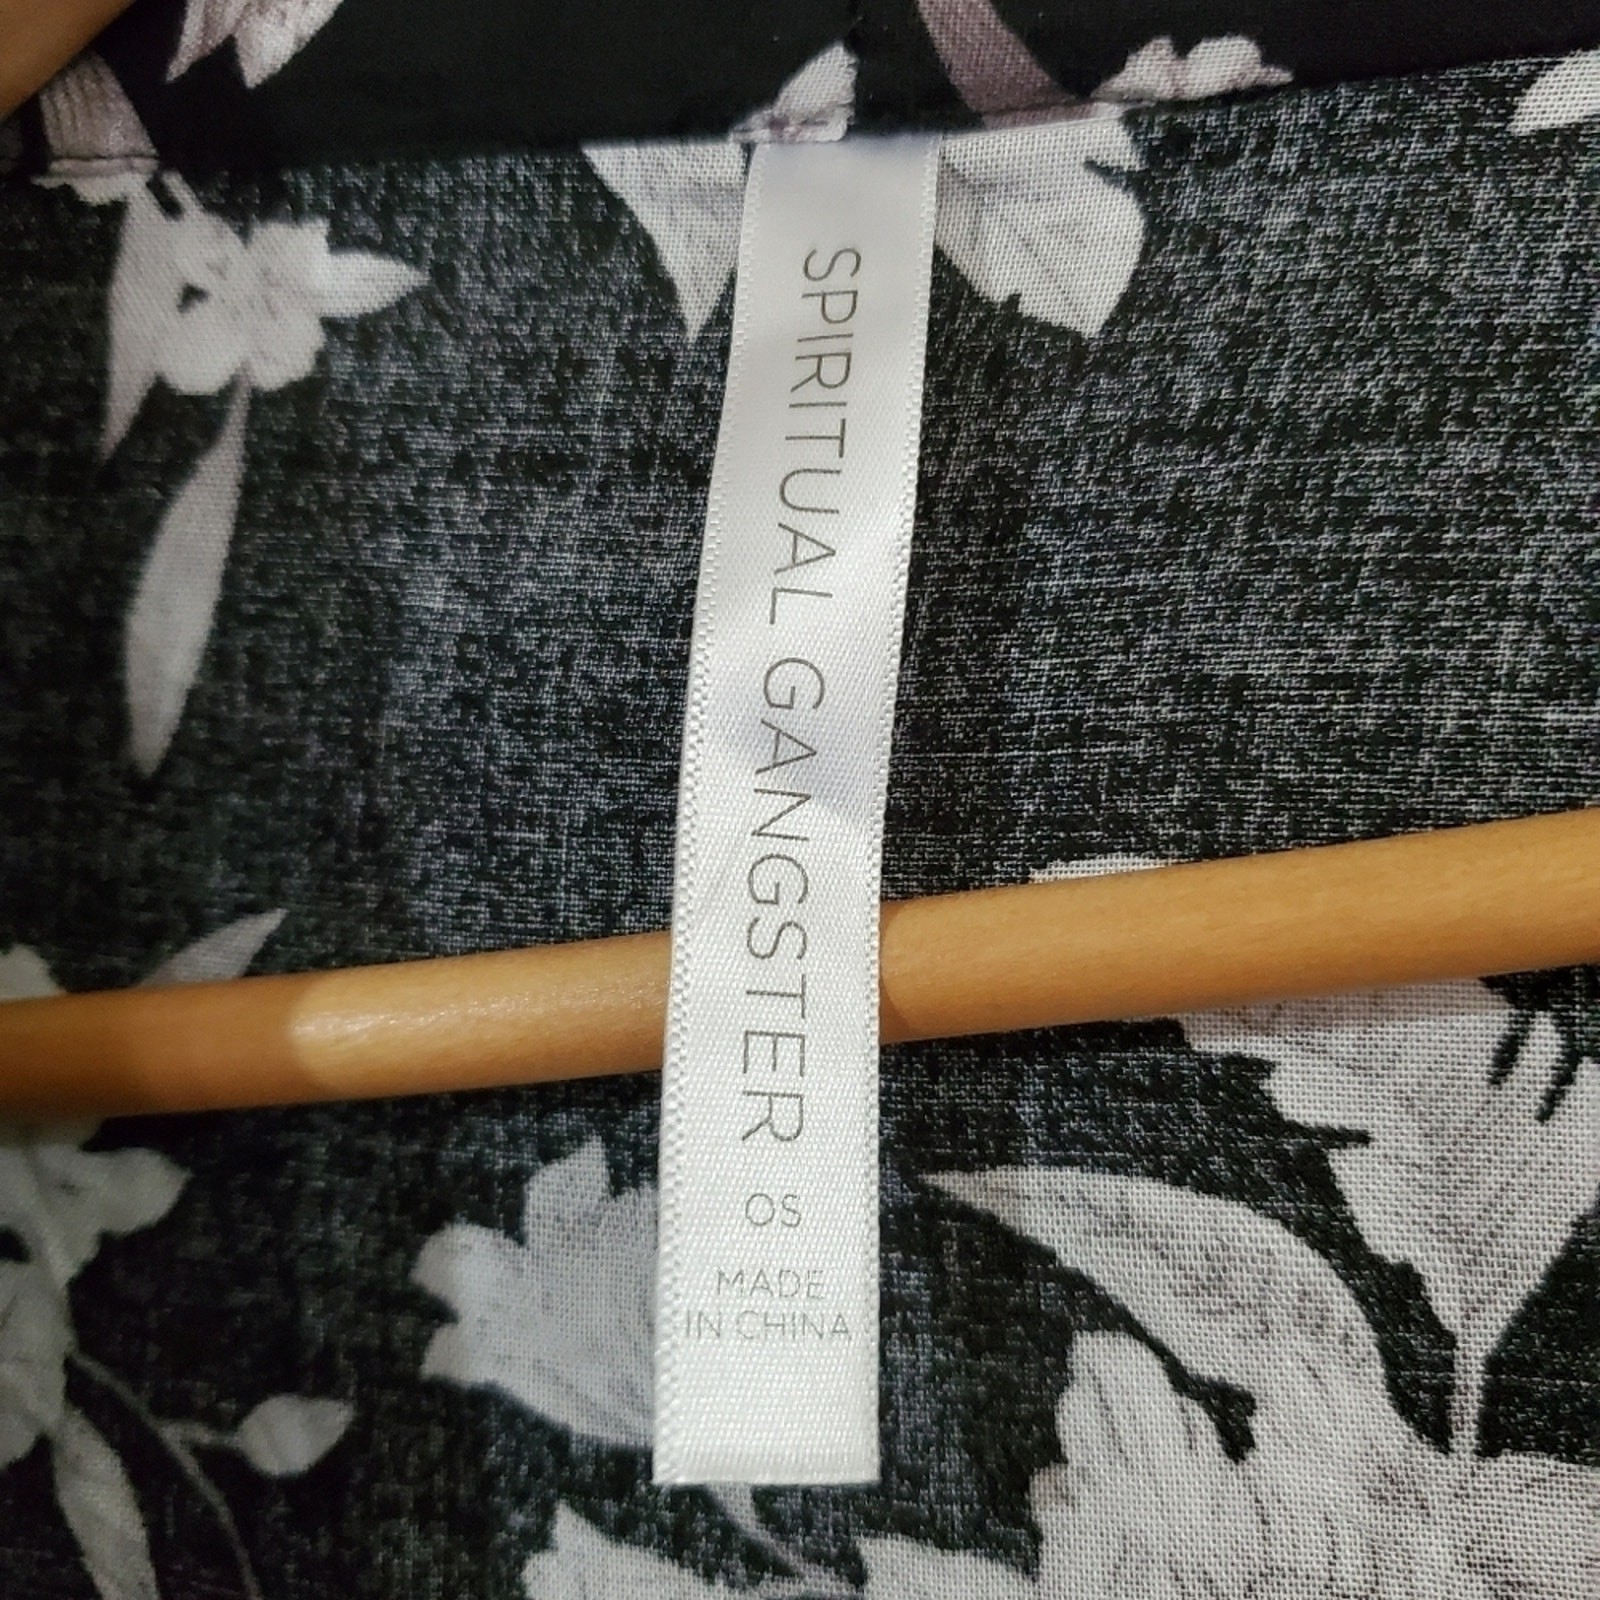 SPIRITUAL GANGSTER
OS
MADE
IN CHINA